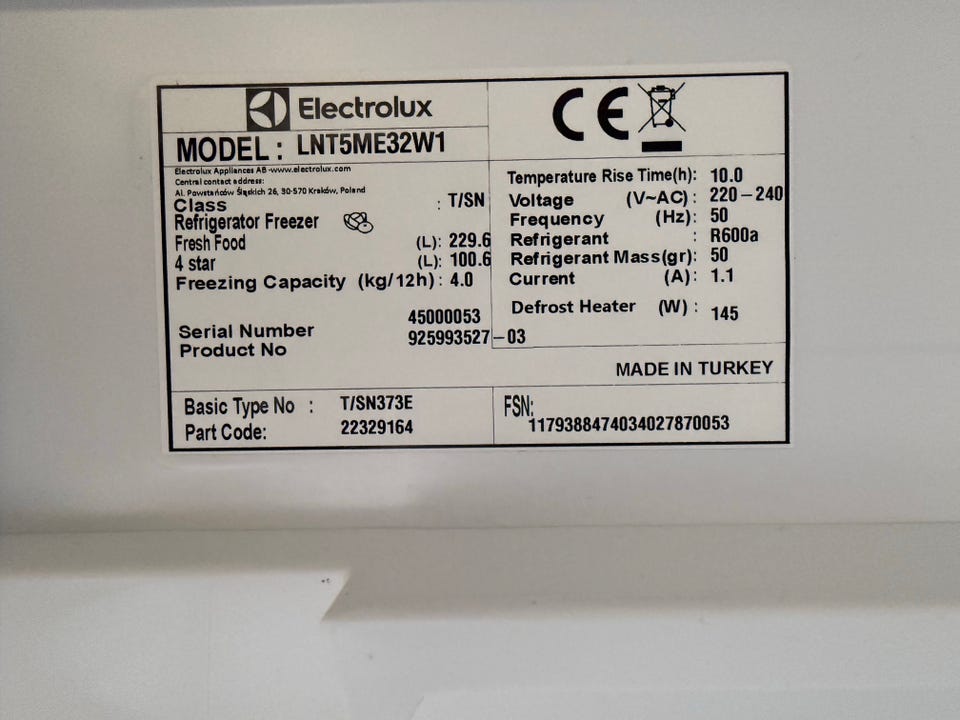 Electrolux
MODEL: LNT5ME32W1
Electrolux Appliances AB -www.electrolux.com
Central contact address:
Al. Powstańców Śląskich 26, 30-570 Kraków, Poland
Class : T/SN
Refrigerator Freezer
Fresh Food (L): 229.6
4 star (L): 100.6
Freezing Capacity (kg/12h) : 4.0
Serial Number 45000053
Product No 925993527-03
CE
Temperature Rise Time(h): 10.0
Voltage (V~AC) : 220-240
Frequency (Hz): 50
Refrigerant : R600a
Refrigerant Mass(gr): 50
Current (A) : 1.1
Defrost Heater (W) : 145
MADE IN TURKEY
Basic Type No : T/SN373E
Part Code: 22329164
FSN:
1179388474034027870053